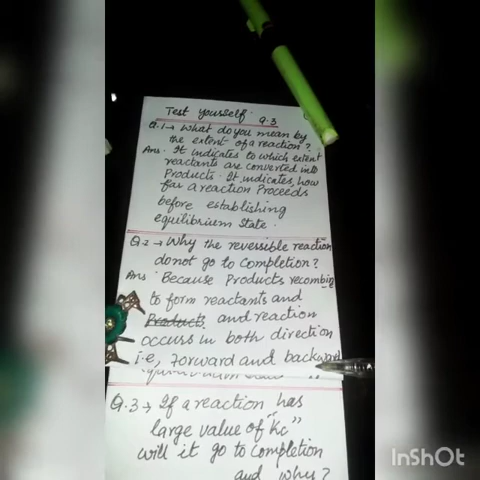 Test yourself 9.3
Q.1→ What do you mean by
the extent of a reaction?
Ans. It indicates to which extent
reactants are converted into
Products. It indicates, how
far a reaction Proceeds
before establishing
equilibrium state.
Q.2→ Why the reversible reaction
do not go to completion?
Ans Because Products recombine
to form reactants and
Products and reaction
occurs in both direction
i.e, Forward and backward
Q.3→ If a reaction has
large value of "Kc"
will it go to completion
and why?
InShOt